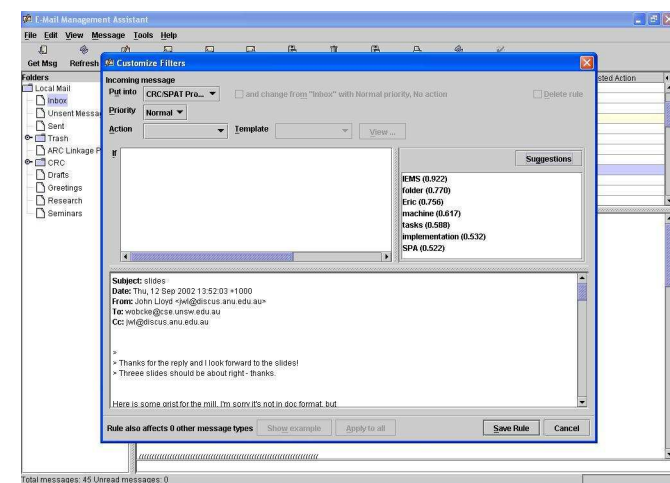 E-Mail Management Assistant
File Edit View Message Tools Help
Get Msg Refresh
Folders
Local Mail
Inbox
Unsent Messa
Sent
Trash
ARC Linkage P
CRC
Drafts
Greetings
Research
Seminars
sted Action
Customize Filters
Incoming message
Put into CRC/SPAT Pro... and change from "Inbox" with Normal priority, No action Delete rule
Priority Normal
Action Template View ...
If
Suggestions
IEMS (0.922)
folder (0.770)
Eric (0.756)
machine (0.617)
tasks (0.588)
implementation (0.532)
SPA (0.522)
Subject: slides
Date: Thu, 12 Sep 2002 13:52:03 +1000
From: John Lloyd <jwl@discus.anu.edu.au>
To: wobcke@cse.unsw.edu.au
Cc: jwl@discus.anu.edu.au
>
> Thanks for the reply and I look forward to the slides!
> Threee slides should be about right - thanks.
Here is some grist for the mill. I'm sorry it's not in doc format, but
Rule also affects 0 other message types Show example Apply to all Save Rule Cancel
Total messages: 45 Unread messages: 0